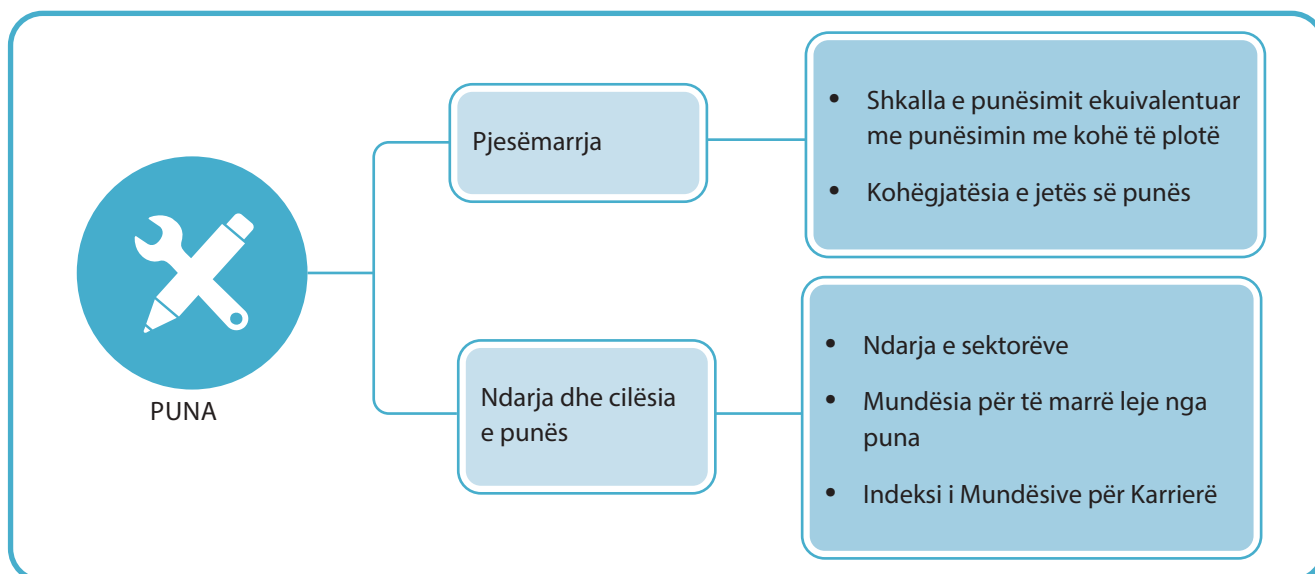 PUNA
Pjesëmarrja
• Shkalla e punësimit ekuivalentuar
me punësimin me kohë të plotë
• Kohëgjatësia e jetës së punës
Ndarja dhe cilësia
e punës
• Ndarja e sektorëve
• Mundësia për të marrë leje nga
puna
• Indeksi i Mundësive për Karrierë